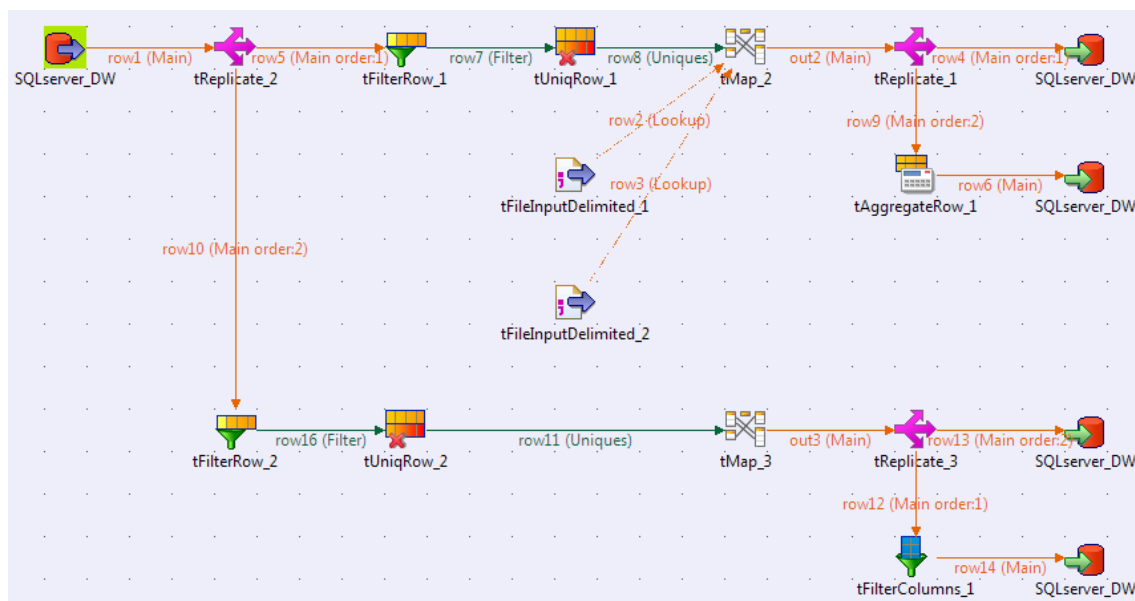 row1 (Main)
row5 (Main order:1)
row7 (Filter)
row8 (Uniques)
out2 (Main)
row4 (Main order:1)
SQLserver_DW
tReplicate_2
tFilterRow_1
tUniqRow_1
tMap_2
tReplicate_1
SQLserver_DW
row2 (Lookup)
row9 (Main order:2)
row3 (Lookup)
row6 (Main)
tFileInputDelimited_1
tAggregateRow_1
SQLserver_DW
row10 (Main order:2)
tFileInputDelimited_2
row16 (Filter)
row11 (Uniques)
out3 (Main)
row13 (Main order:2)
tFilterRow_2
tUniqRow_2
tMap_3
tReplicate_3
SQLserver_DW
row12 (Main order:1)
row14 (Main)
tFilterColumns_1
SQLserver_DW